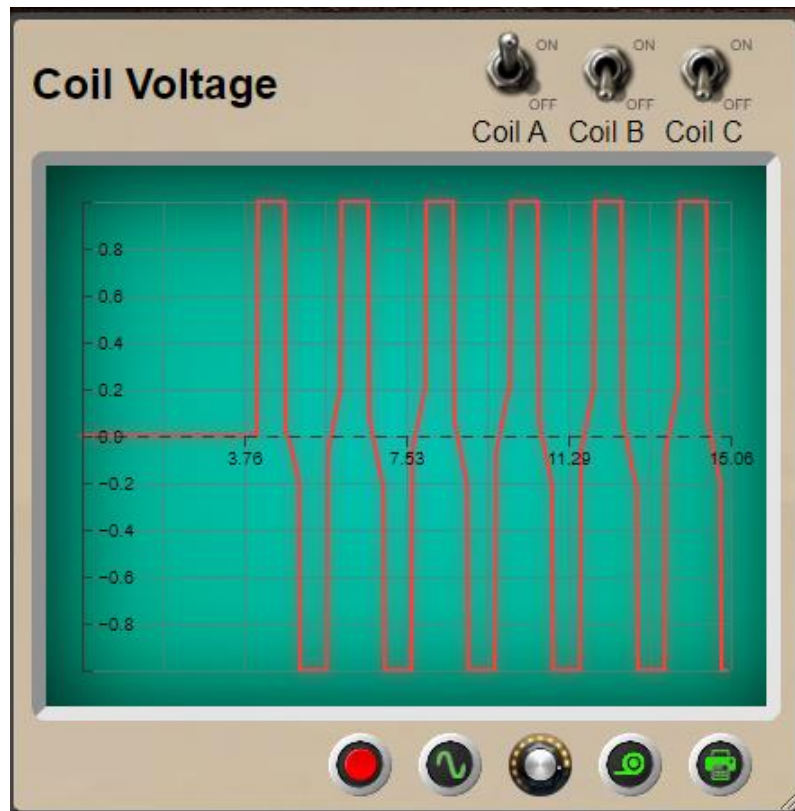 Coil Voltage
ON ON ON
OFF OFF OFF
Coil A Coil B Coil C
0.8
0.6
0.4
0.2
0.0
3.76 7.53 11.29 15.06
−0.2
−0.4
−0.6
−0.8